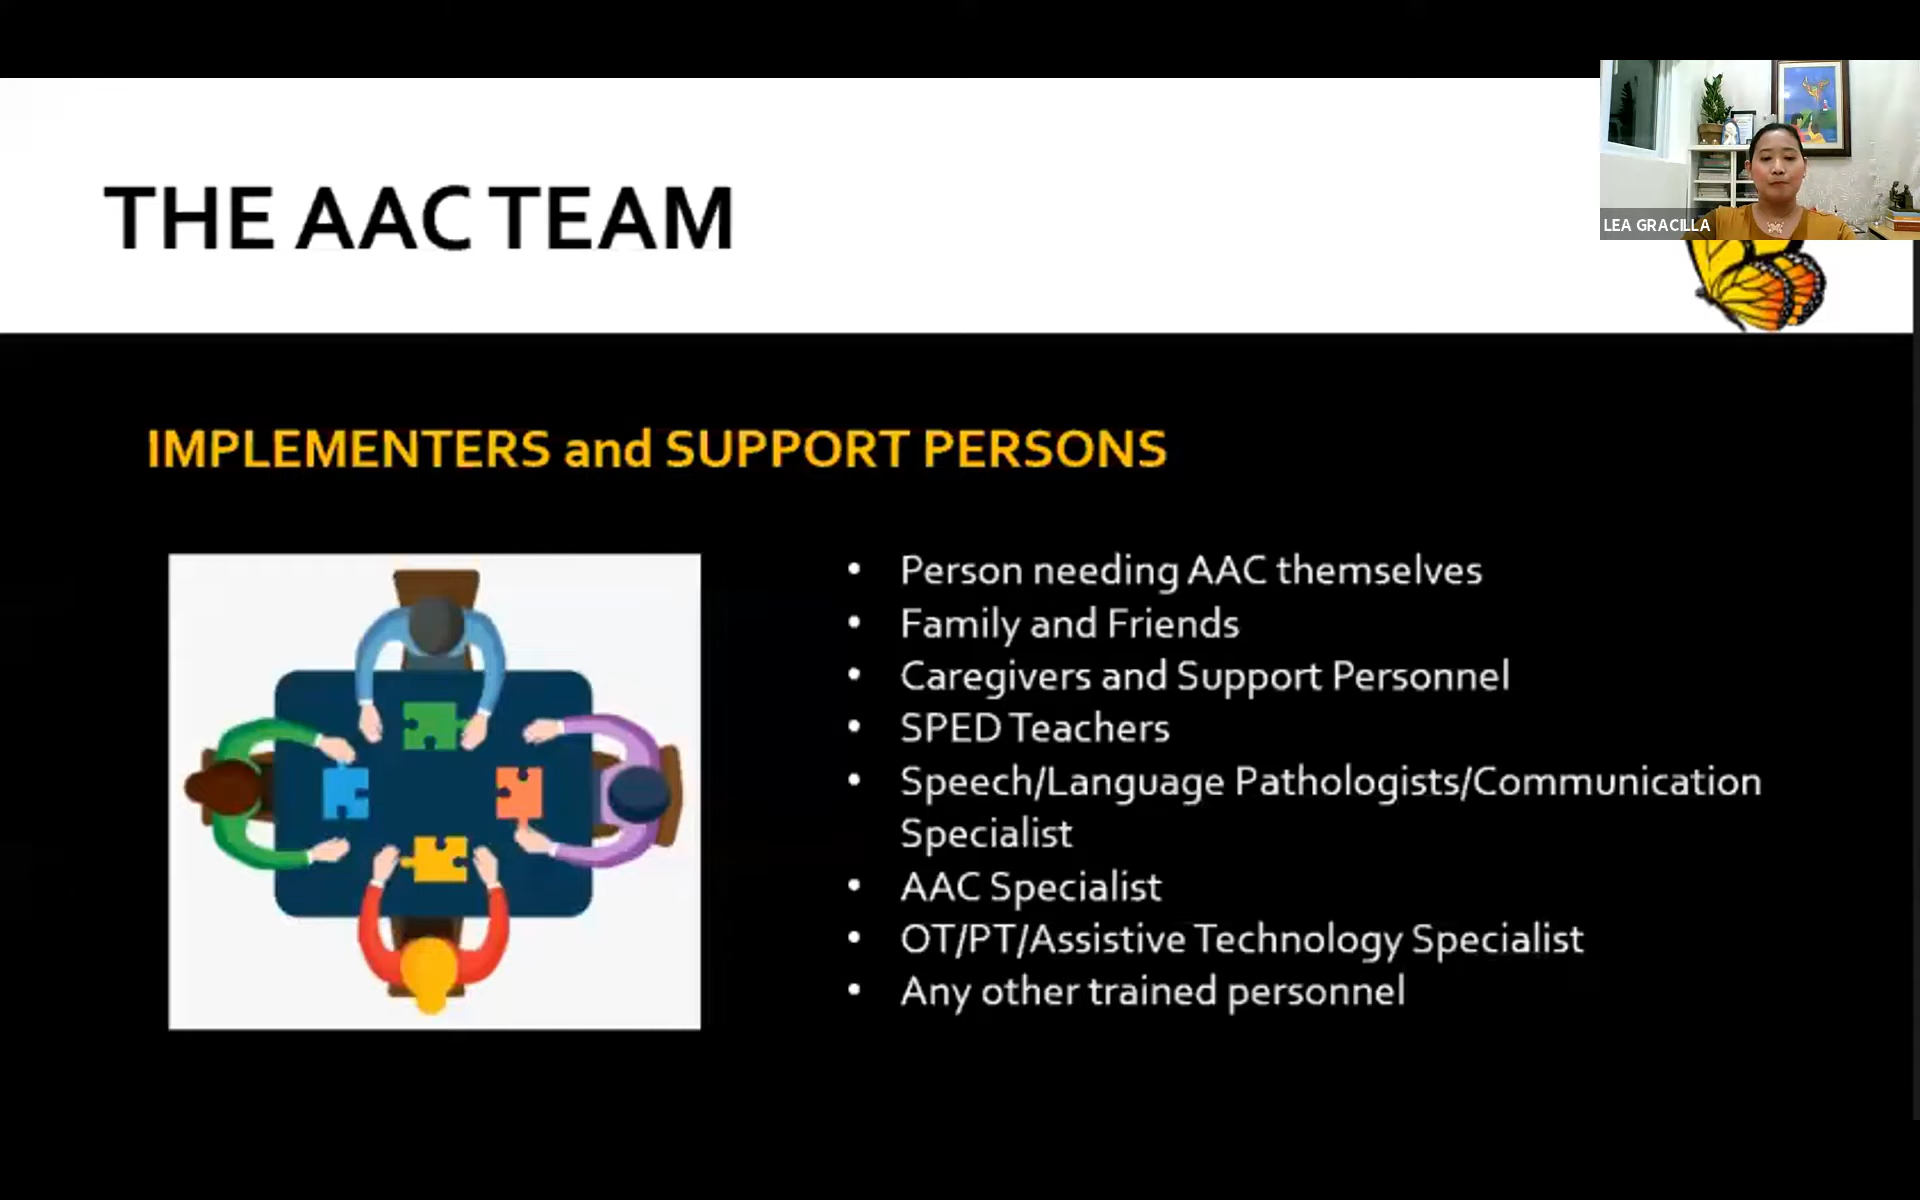 THE AAC TEAM
LEA GRACILLA
IMPLEMENTERS and SUPPORT PERSONS
• Person needing AAC themselves
• Family and Friends
• Caregivers and Support Personnel
• SPED Teachers
• Speech/Language Pathologists/Communication
Specialist
• AAC Specialist
• OT/PT/Assistive Technology Specialist
• Any other trained personnel